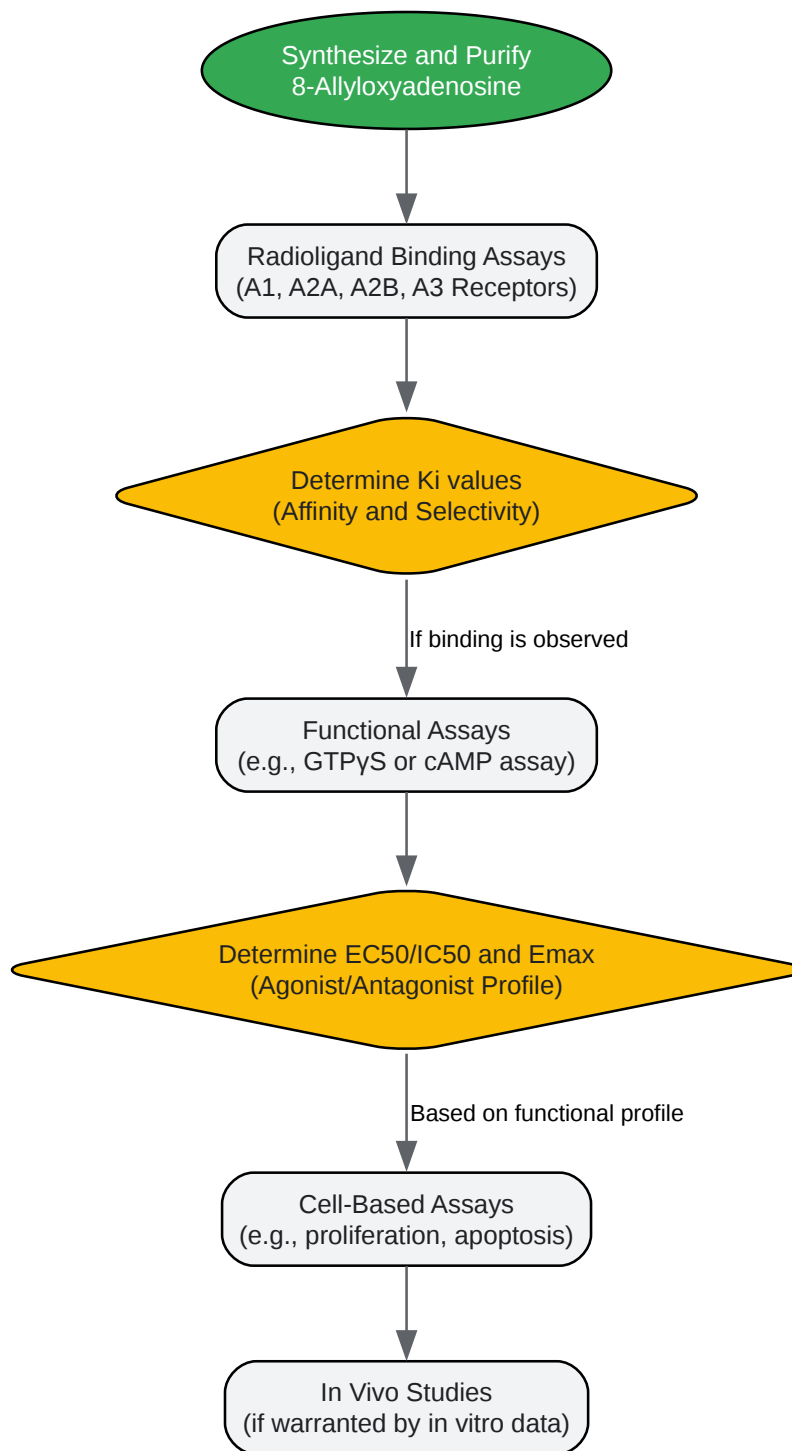 Synthesize and Purify
8-Allyloxyadenosine
Radioligand Binding Assays
(A1, A2A, A2B, A3 Receptors)
Determine Ki values
(Affinity and Selectivity)
If binding is observed
Functional Assays
(e.g., GTPγS or cAMP assay)
Determine EC50/IC50 and Emax
(Agonist/Antagonist Profile)
Based on functional profile
Cell-Based Assays
(e.g., proliferation, apoptosis)
In Vivo Studies
(if warranted by in vitro data)